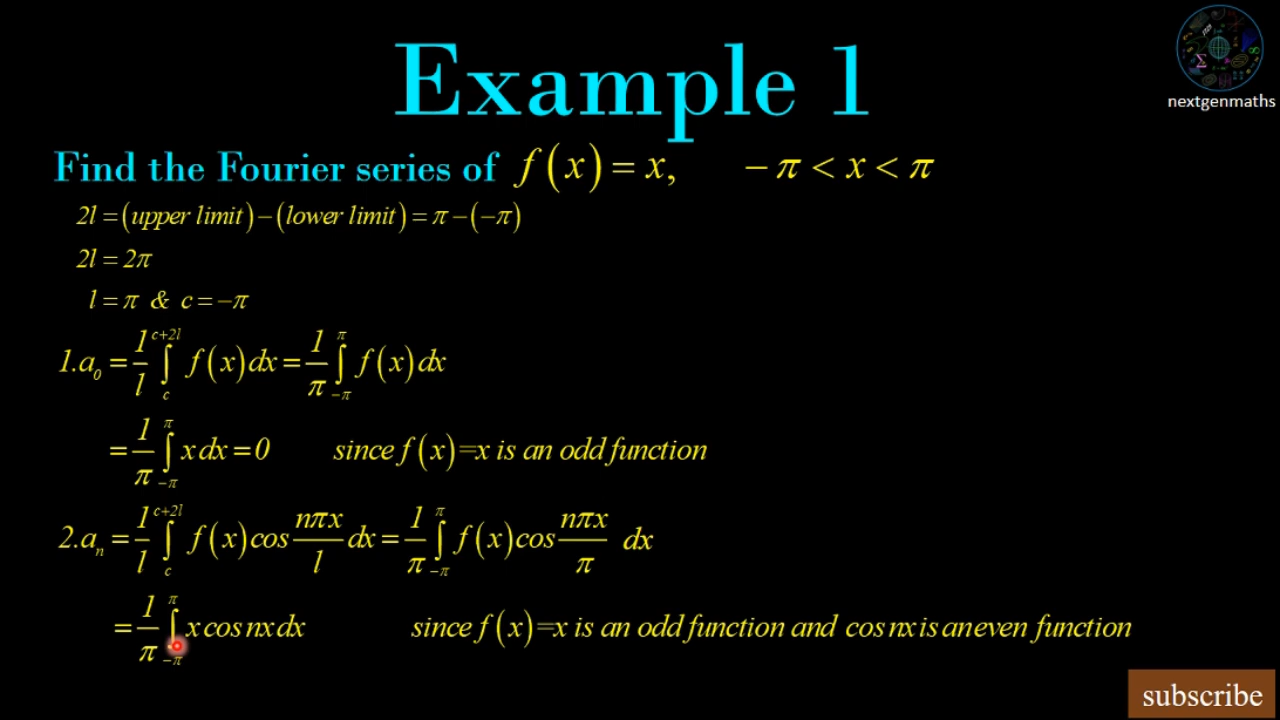 Example 1
nextgenmaths
Find the Fourier series of f(x) = x, −π < x < π
2l = (upper limit) − (lower limit) = π − (−π)
2l = 2π
l = π & c = −π
1. a₀ = 1/l ∫_c^{c+2l} f(x) dx = 1/π ∫_{−π}^{π} f(x) dx
= 1/π ∫_{−π}^{π} x dx = 0 since f(x)=x is an odd function
2. aₙ = 1/l ∫_c^{c+2l} f(x) cos nπx/l dx = 1/π ∫_{−π}^{π} f(x) cos nπx/π dx
= 1/π ∫_{−π}^{π} x cos nx dx since f(x)=x is an odd function and cos nx is an even function
subscribe